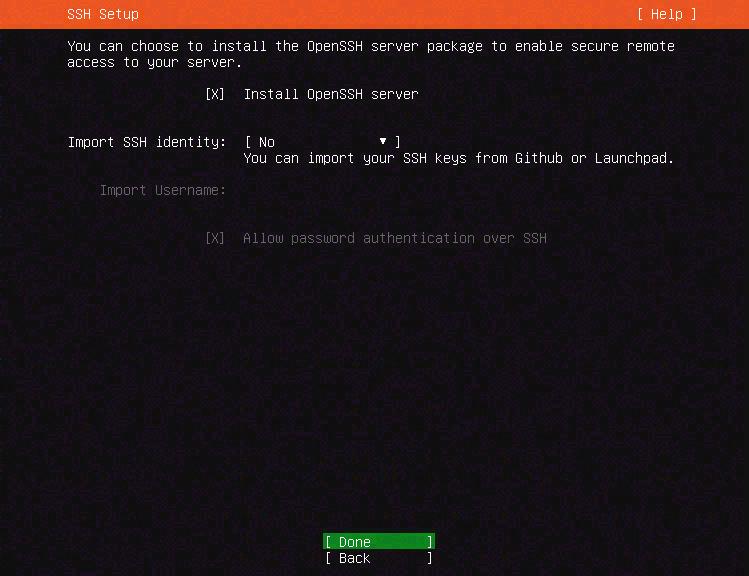 SSH Setup [ Help ]
You can choose to install the OpenSSH server package to enable secure remote
access to your server.
[X] Install OpenSSH server
Import SSH identity: [ No ▼ ]
You can import your SSH keys from Github or Launchpad.
Import Username:
[X] Allow password authentication over SSH
[ Done ]
[ Back ]